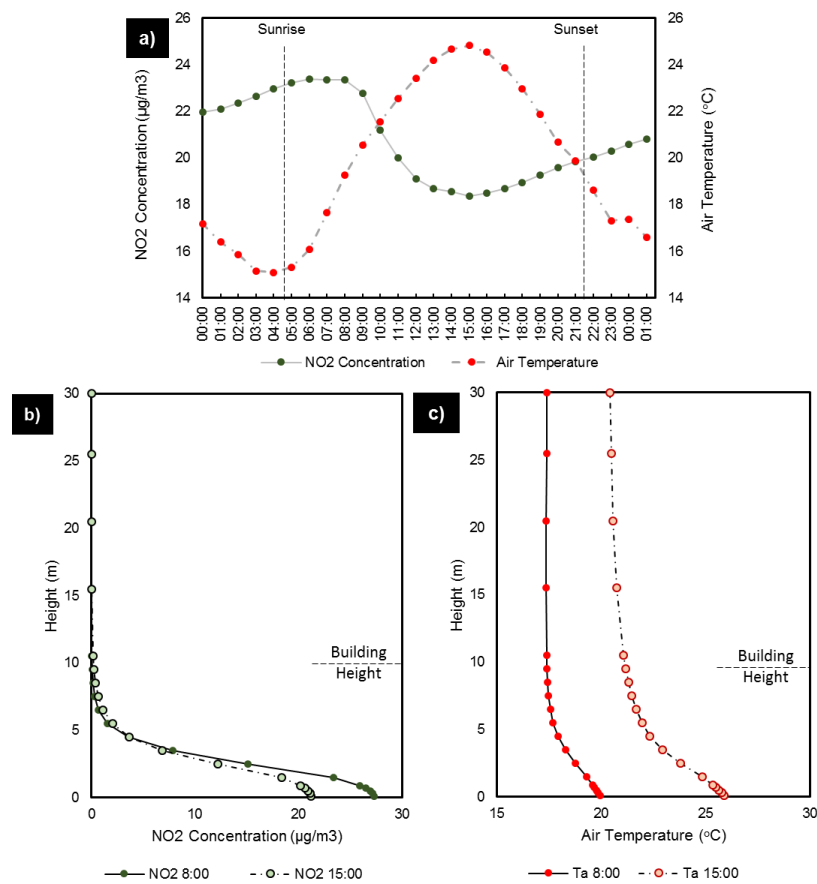 a)
Sunrise
Sunset
26
24
22
20
18
16
14
NO2 Concentration (µg/m3)
26
24
22
20
18
16
14
Air Temperature (°C)
00:00
01:00
02:00
03:00
04:00
05:00
06:00
07:00
08:00
09:00
10:00
11:00
12:00
13:00
14:00
15:00
16:00
17:00
18:00
19:00
20:00
21:00
22:00
23:00
00:00
01:00
NO2 Concentration
Air Temperature
b)
30
25
20
15
10
5
0
Height (m)
Building
Height
0
10
20
30
NO2 Concentration (µg/m3)
NO2 8:00
NO2 15:00
c)
30
25
20
15
10
5
0
Height (m)
Building
Height
15
20
25
30
Air Temperature (°C)
Ta 8:00
Ta 15:00